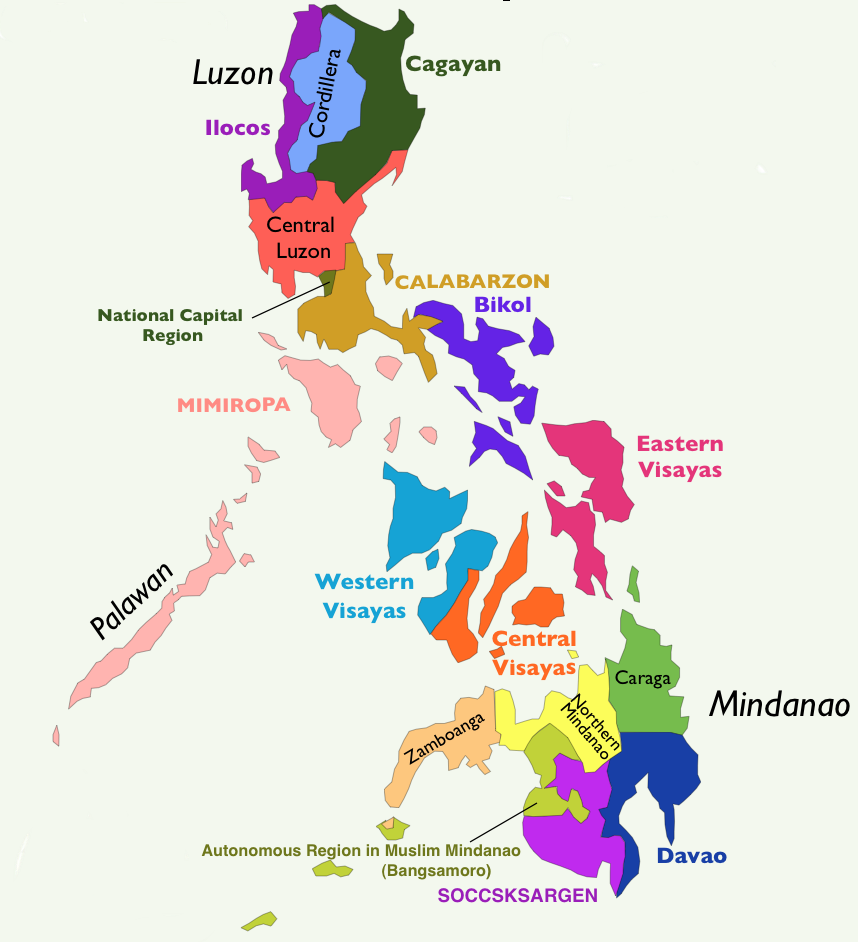 Luzon
Cordillera
Cagayan
Ilocos
Central
Luzon
CALABARZON
Bikol
National Capital
Region
MIMIROPA
Eastern
Visayas
Palawan
Western
Visayas
Central
Visayas
Caraga
Mindanao
Northern
Mindanao
Zamboanga
Autonomous Region in Muslim Mindanao
(Bangsamoro)
Davao
SOCCSKSARGEN